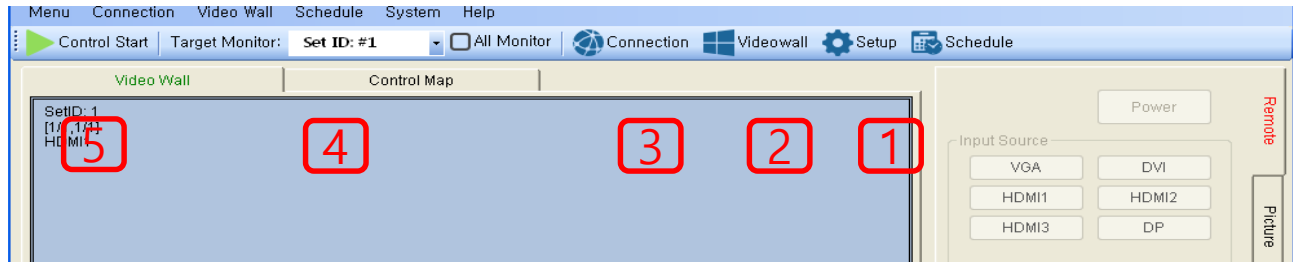 Menu Connection Video Wall Schedule System Help
Control Start Target Monitor: Set ID: #1 All Monitor Connection Videowall Setup Schedule
Video Wall Control Map
SetID: 1
HDMI1
5 4 3 2 1
Power
Input Source
VGA DVI
HDMI1 HDMI2
HDMI3 DP
Remote
Picture